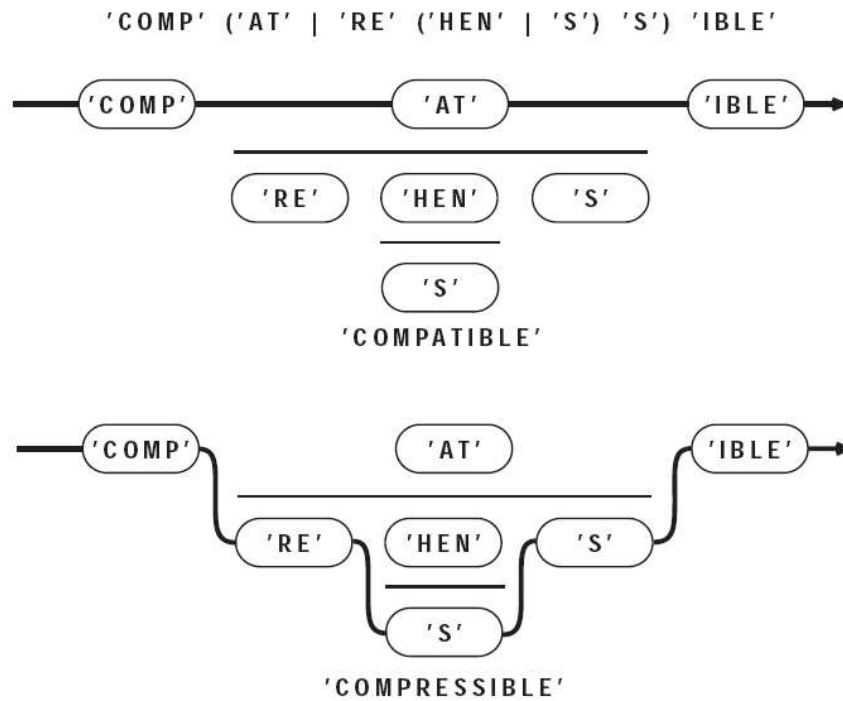 'COMP' ('AT' | 'RE' ('HEN' | 'S') 'S') 'IBLE'
'COMP' 'AT' 'IBLE'
'RE' 'HEN' 'S'
'S'
'COMPATIBLE'
'COMP' 'AT' 'IBLE'
'RE' 'HEN' 'S'
'S'
'COMPRESSIBLE'